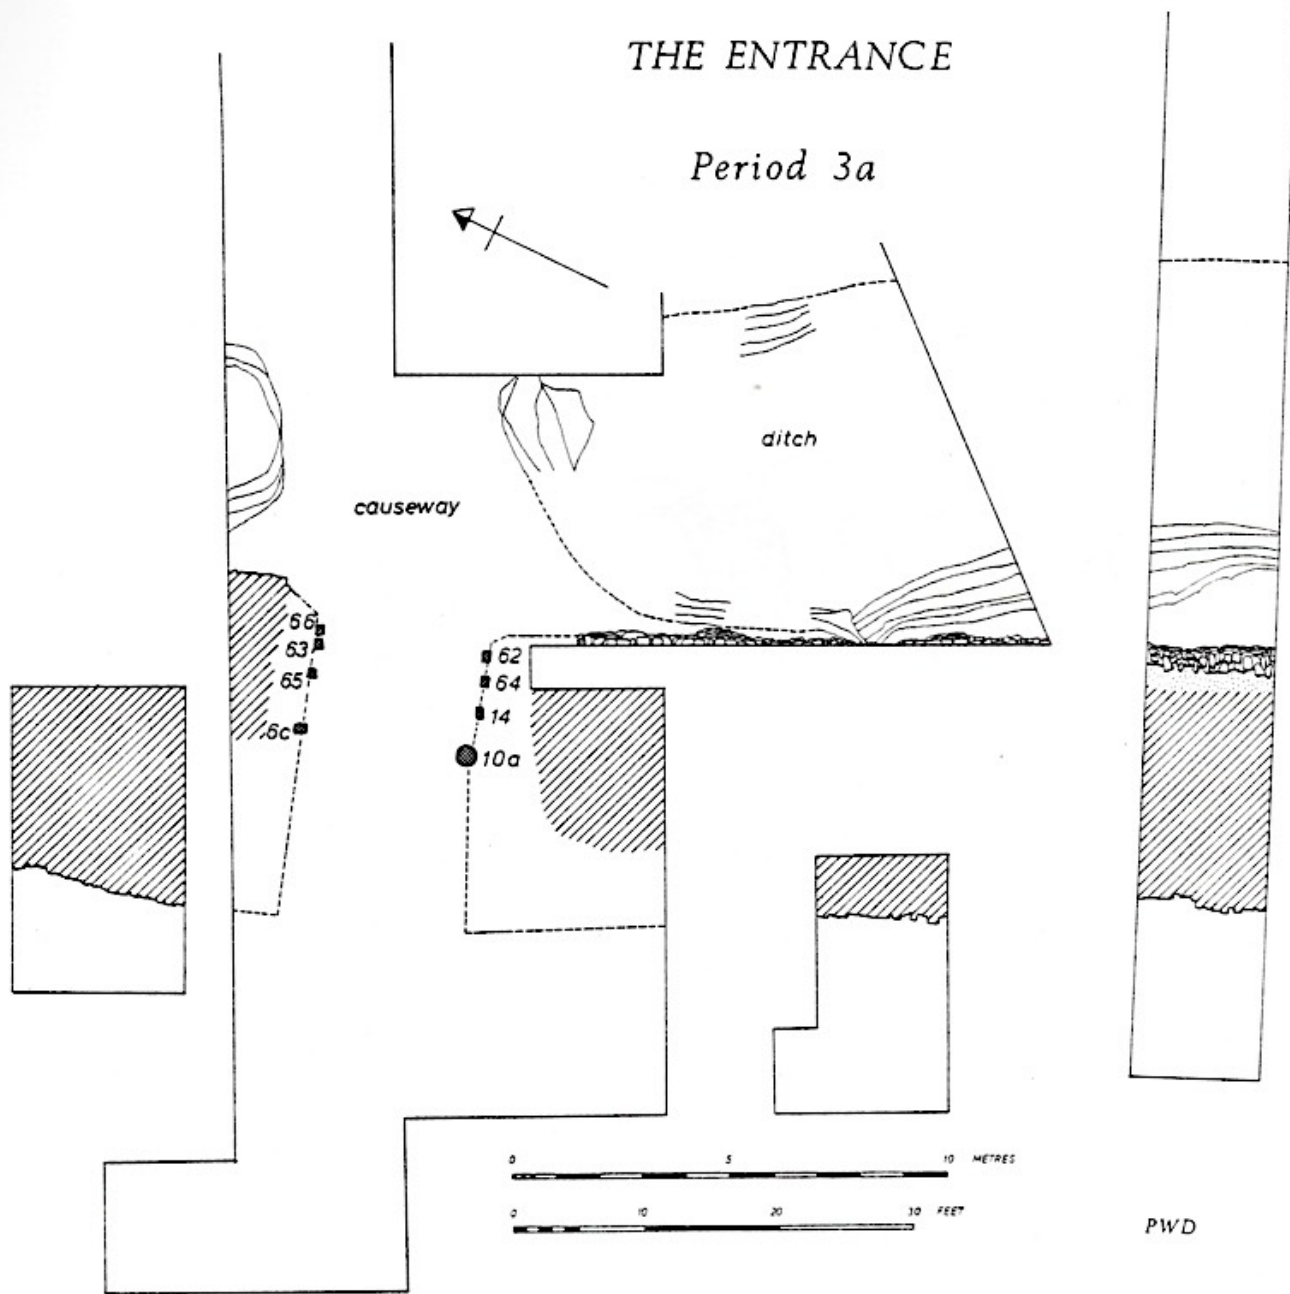 THE ENTRANCE
Period 3a
ditch
causeway
66
63
65
6c
62
64
14
10a
0 5 10 METRES
0 10 20 30 FEET
PWD